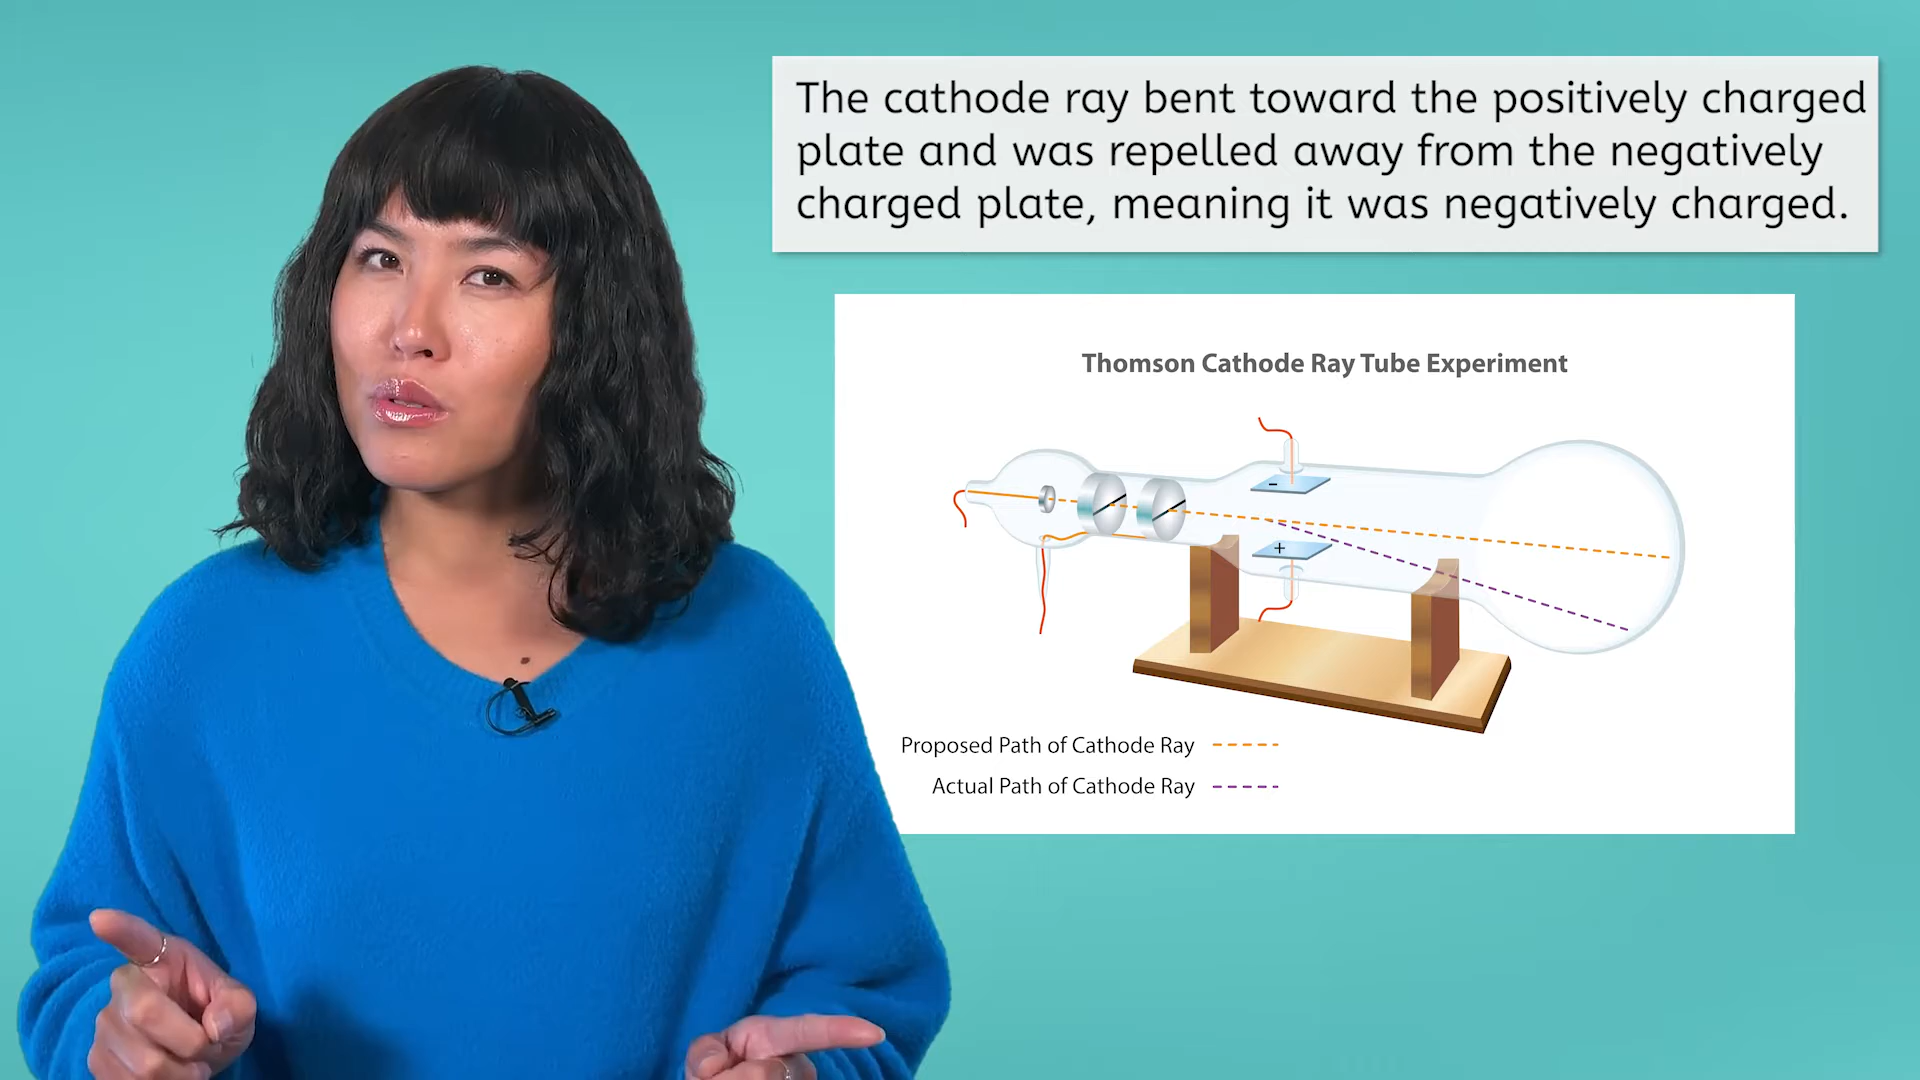 The cathode ray bent toward the positively charged
plate and was repelled away from the negatively
charged plate, meaning it was negatively charged.
Thomson Cathode Ray Tube Experiment
-
+
Proposed Path of Cathode Ray
Actual Path of Cathode Ray